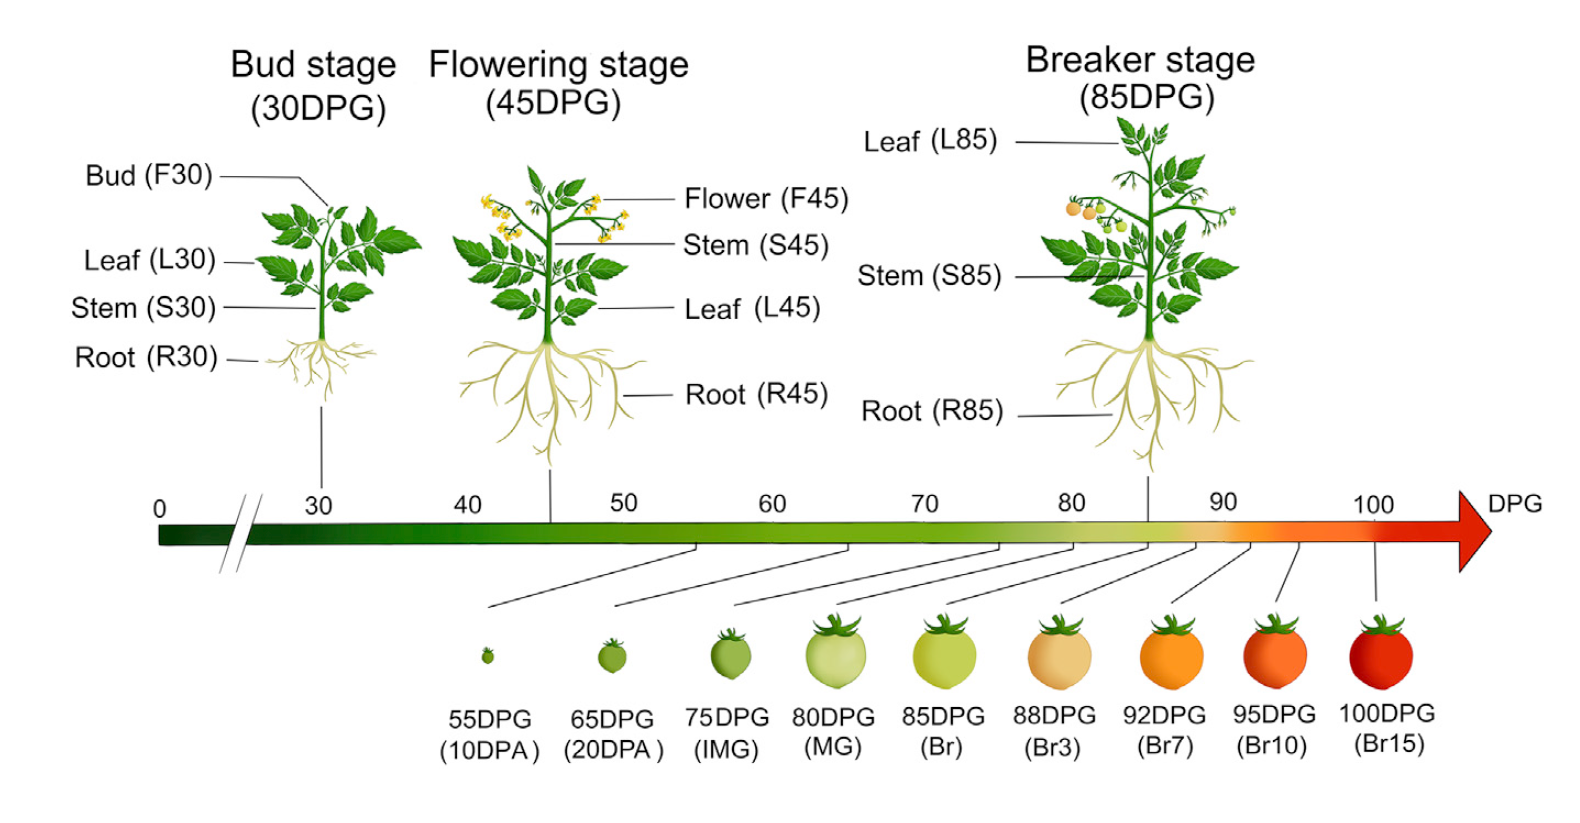 Bud stage
(30DPG)
Flowering stage
(45DPG)
Breaker stage
(85DPG)
Bud (F30)
Leaf (L30)
Stem (S30)
Root (R30)
Flower (F45)
Stem (S45)
Leaf (L45)
Root (R45)
Leaf (L85)
Stem (S85)
Root (R85)
0 30 40 50 60 70 80 90 100 DPG
55DPG
(10DPA)
65DPG
(20DPA)
75DPG
(IMG)
80DPG
(MG)
85DPG
(Br)
88DPG
(Br3)
92DPG
(Br7)
95DPG
(Br10)
100DPG
(Br15)